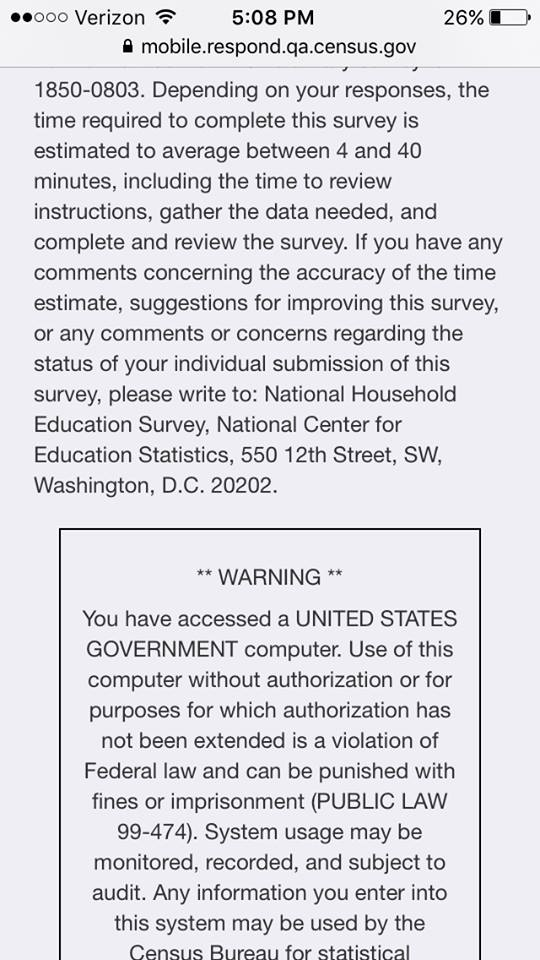 Verizon 5:08 PM 26%
mobile.respond.qa.census.gov
1850-0803. Depending on your responses, the
time required to complete this survey is
estimated to average between 4 and 40
minutes, including the time to review
instructions, gather the data needed, and
complete and review the survey. If you have any
comments concerning the accuracy of the time
estimate, suggestions for improving this survey,
or any comments or concerns regarding the
status of your individual submission of this
survey, please write to: National Household
Education Survey, National Center for
Education Statistics, 550 12th Street, SW,
Washington, D.C. 20202.
** WARNING **
You have accessed a UNITED STATES
GOVERNMENT computer. Use of this
computer without authorization or for
purposes for which authorization has
not been extended is a violation of
Federal law and can be punished with
fines or imprisonment (PUBLIC LAW
99-474). System usage may be
monitored, recorded, and subject to
audit. Any information you enter into
this system may be used by the
Census Bureau for statistical